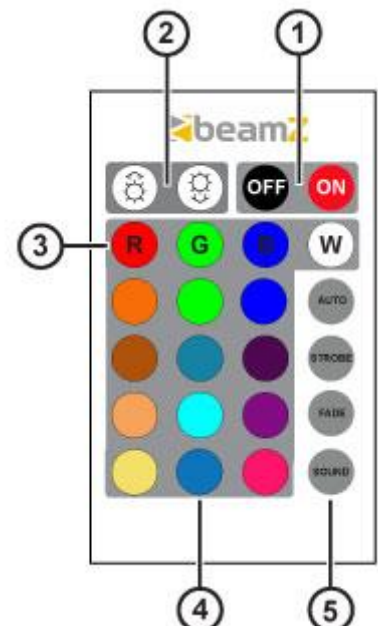 2 1
beamZ
OFF ON
3 R G B W
AUTO
STROBE
FADE
SOUND
4 5